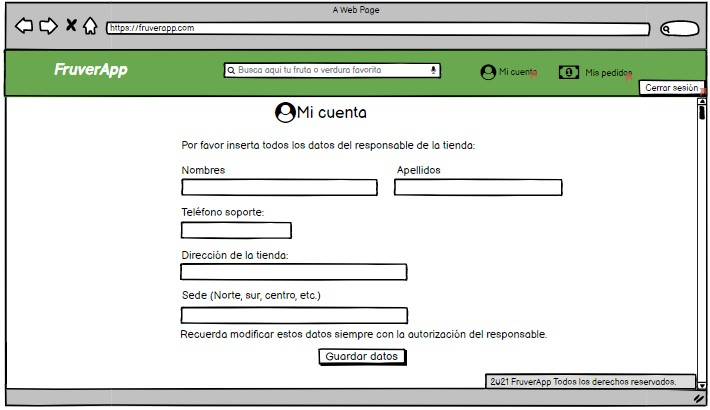 A Web Page
https://fruverapp.com
FruverApp
Busca aqui tu fruta o verdura favorita
Mi cuenta
Mis pedidos
Cerrar sesión
Mi cuenta
Por favor inserta todos los datos del responsable de la tienda:
Nombres
Apellidos
Teléfono soporte:
Dirección de la tienda:
Sede (Norte, sur, centro, etc.)
Recuerda modificar estos datos siempre con la autorización del responsable.
Guardar datos
2021 FruverApp Todos los derechos reservados.